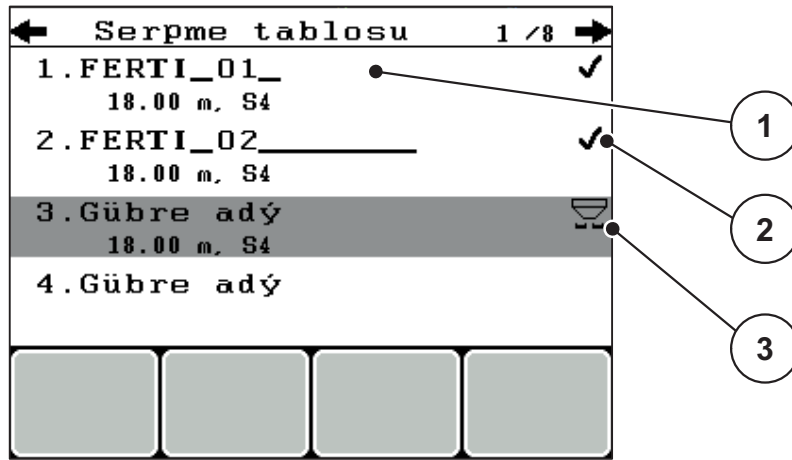 Serpme tablosu 1/8
1.FERTI_01_
18.00 m, S4
2.FERTI_02_________
18.00 m, S4
3.Gübre adý
18.00 m, S4
4.Gübre adý
1
2
3